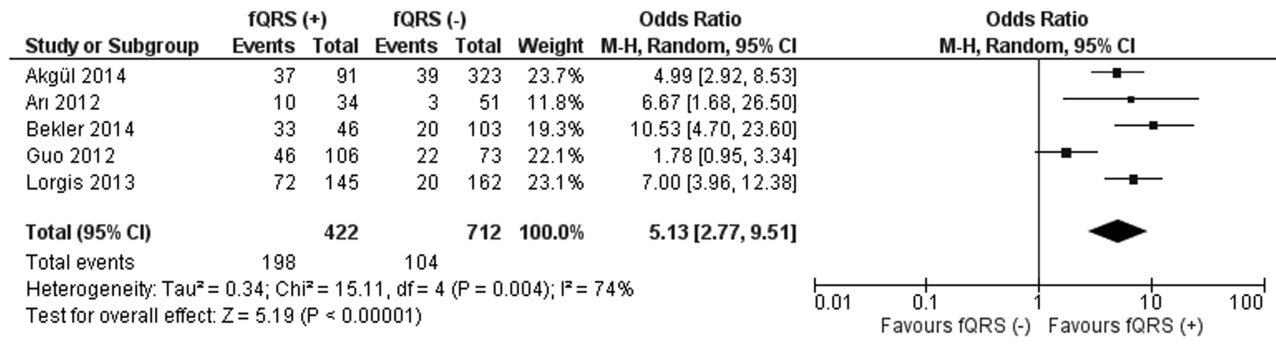 fQRS (+) fQRS (-) Odds Ratio Odds Ratio
Study or Subgroup Events Total Events Total Weight M-H, Random, 95% CI M-H, Random, 95% CI
Akgül 2014 37 91 39 323 23.7% 4.99 [2.92, 8.53]
Arı 2012 10 34 3 51 11.8% 6.67 [1.68, 26.50]
Bekler 2014 33 46 20 103 19.3% 10.53 [4.70, 23.60]
Guo 2012 46 106 22 73 22.1% 1.78 [0.95, 3.34]
Lorgis 2013 72 145 20 162 23.1% 7.00 [3.96, 12.38]
Total (95% CI) 422 712 100.0% 5.13 [2.77, 9.51]
Total events 198 104
Heterogeneity: Tau² = 0.34; Chi² = 15.11, df = 4 (P = 0.004); I² = 74%
Test for overall effect: Z = 5.19 (P < 0.00001)
0.01 0.1 1 10 100
Favours fQRS (-) Favours fQRS (+)